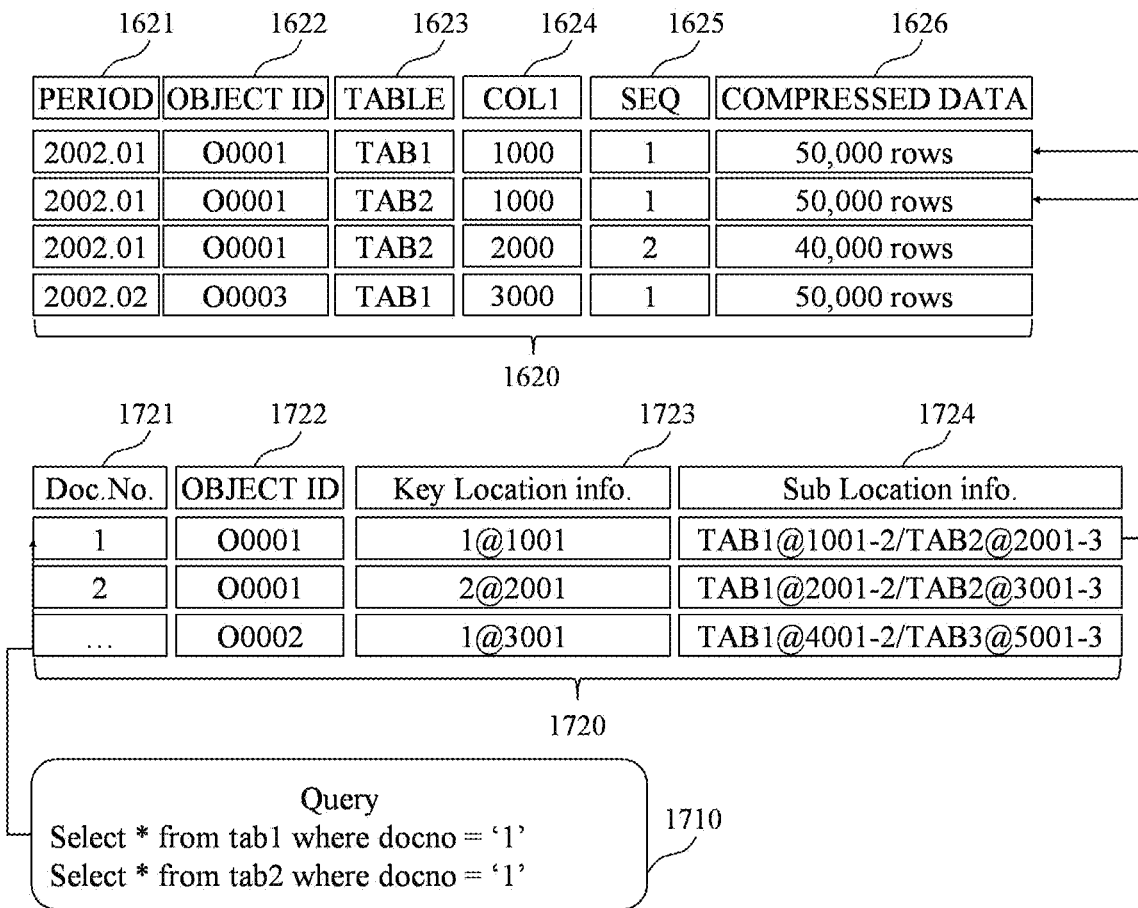 1621 1622 1623 1624 1625 1626
PERIOD OBJECT ID TABLE COL1 SEQ COMPRESSED DATA
2002.01 O0001 TAB1 1000 1 50,000 rows
2002.01 O0001 TAB2 1000 1 50,000 rows
2002.01 O0001 TAB2 2000 2 40,000 rows
2002.02 O0003 TAB1 3000 1 50,000 rows
1620
1721 1722 1723 1724
Doc.No. OBJECT ID Key Location info. Sub Location info.
1 O0001 1@1001 TAB1@1001-2/TAB2@2001-3
2 O0001 2@2001 TAB1@2001-2/TAB2@3001-3
... O0002 1@3001 TAB1@4001-2/TAB3@5001-3
1720
Query
Select * from tab1 where docno = ‘1’
Select * from tab2 where docno = ‘1’
1710